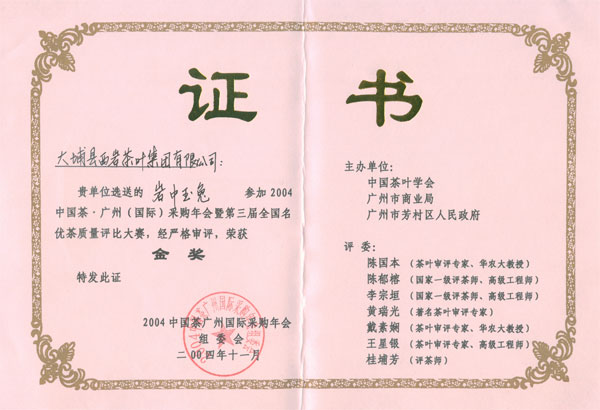 证书
大埔县西岩茶叶集团有限公司:
贵单位选送的 岩中玉兔 参加2004
中国茶·广州(国际)采购年会暨第三届全国名
优茶质量评比大赛,经严格审评,荣获
金奖
特发此证
2004中国茶广州国际采购年会
组委会
二00四年十一月
主办单位:
中国茶叶学会
广州市商业局
广州市芳村区人民政府
评委:
陈国本(茶叶审评专家、华农大教授)
陈郁榕(国家一级评茶师、高级工程师)
李宗垣(国家一级评茶师、高级工程师)
黄瑞光(著名茶叶审评专家)
戴素娴(茶叶审评专家、华农大教授)
王星银(茶叶审评专家、高级工程师)
桂埔芳(评茶师)